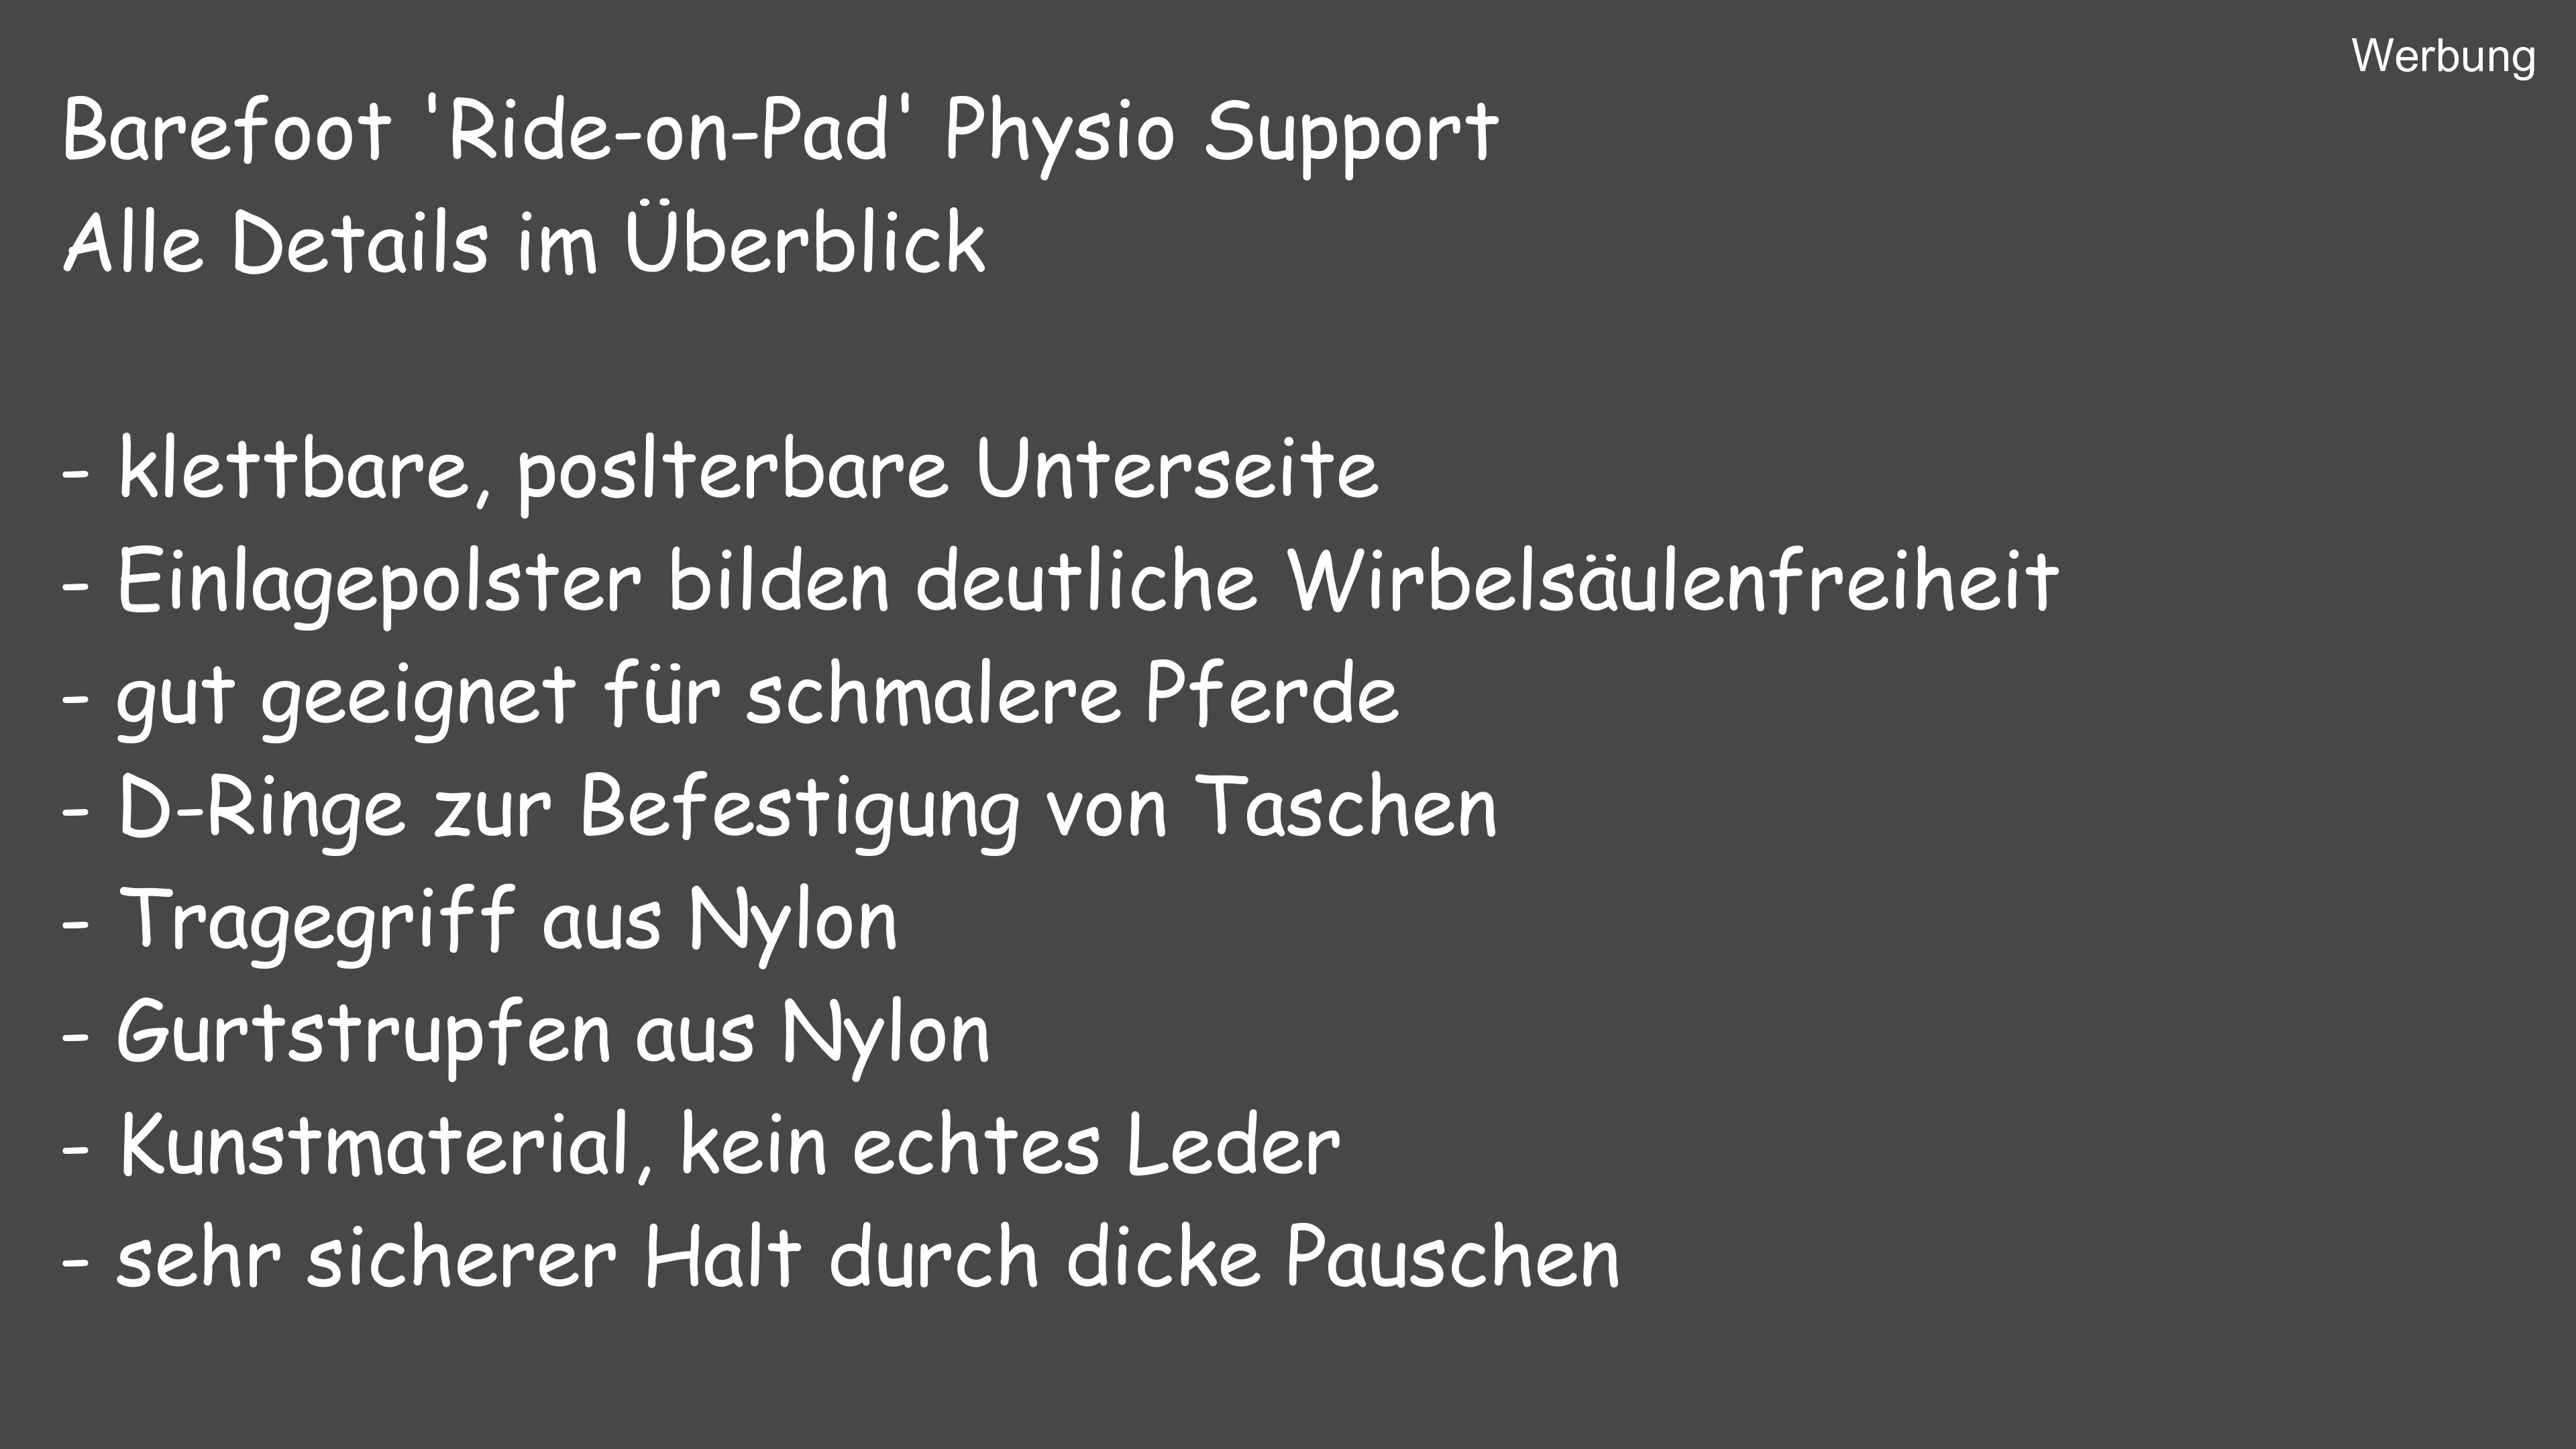 Werbung
Barefoot 'Ride-on-Pad' Physio Support
Alle Details im Überblick
- klettbare, poslterbare Unterseite
- Einlagepolster bilden deutliche Wirbelsäulenfreiheit
- gut geeignet für schmalere Pferde
- D-Ringe zur Befestigung von Taschen
- Tragegriff aus Nylon
- Gurtstrupfen aus Nylon
- Kunstmaterial, kein echtes Leder
- sehr sicherer Halt durch dicke Pauschen